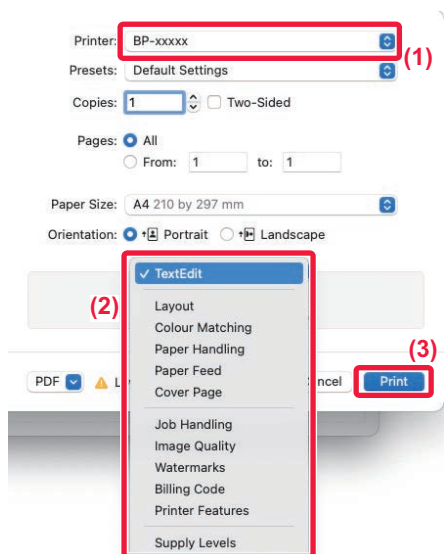 Printer: BP-xxxxx
(1)
Presets: Default Settings
Copies: 1 Two-Sided
Pages: All
From: 1 to: 1
Paper Size: A4 210 by 297 mm
Orientation: Portrait Landscape
✓ TextEdit
(2)
Layout
Colour Matching
Paper Handling
Paper Feed
Cover Page
(3)
PDF L ncel Print
Job Handling
Image Quality
Watermarks
Billing Code
Printer Features
Supply Levels